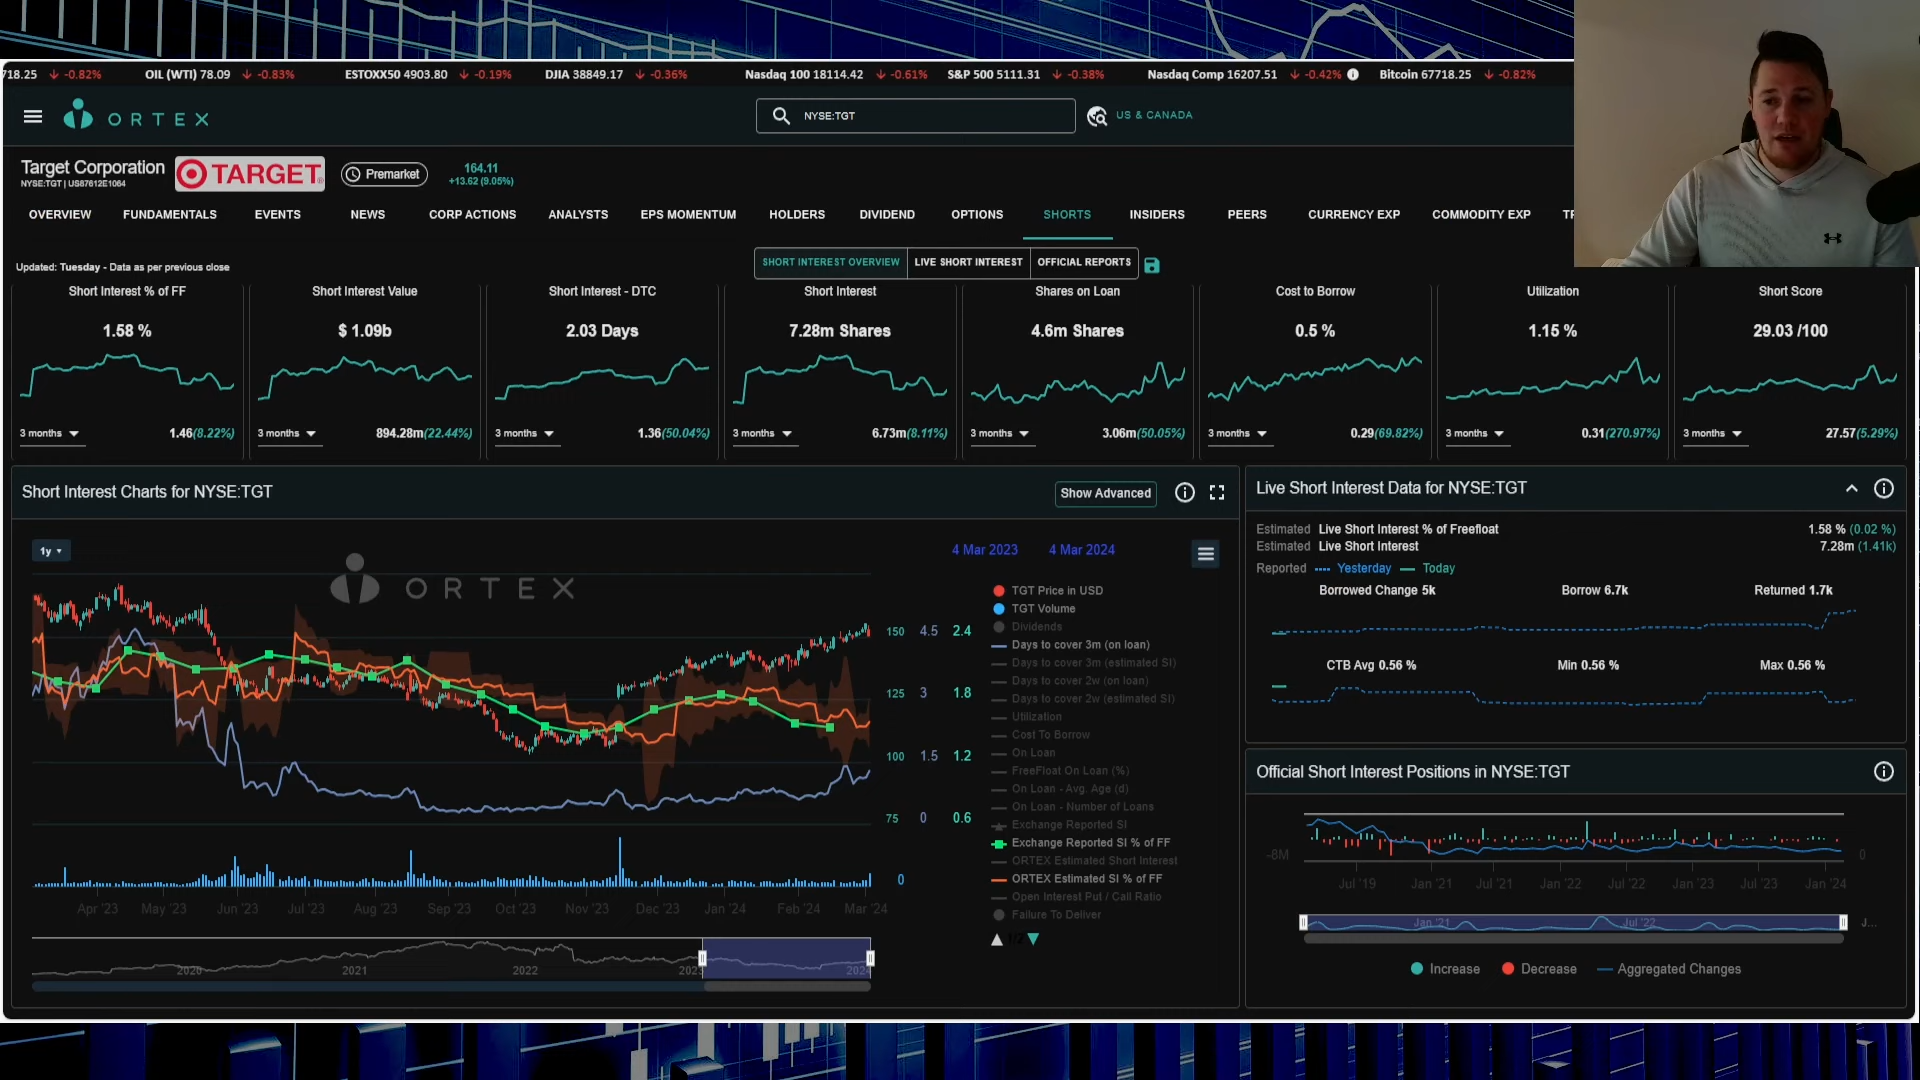 718.25 -0.82% OIL (WTI) 78.09 -0.83% ESTOXX50 4903.80 -0.19% DJIA 38849.17 -0.36% Nasdaq 100 18114.42 -0.61% S&P 500 5111.31 -0.38% Nasdaq Comp 16207.51 -0.42% Bitcoin 67718.25 -0.82%
ORTEX NYSE:TGT US & CANADA
Target Corporation TARGET Premarket 164.11
NYSE:TGT | US87612E1064 +13.62 (9.05%)
OVERVIEW FUNDAMENTALS EVENTS NEWS CORP ACTIONS ANALYSTS EPS MOMENTUM HOLDERS DIVIDEND OPTIONS SHORTS INSIDERS PEERS CURRENCY EXP COMMODITY EXP
SHORT INTEREST OVERVIEW LIVE SHORT INTEREST OFFICIAL REPORTS
Updated: Tuesday - Data as per previous close
Short Interest % of FF Short Interest Value Short Interest - DTC Short Interest Shares on Loan Cost to Borrow Utilization Short Score
1.58 % $ 1.09b 2.03 Days 7.28m Shares 4.6m Shares 0.5 % 1.15 % 29.03 /100
3 months 1.46(8.22%) 3 months 894.28m(22.44%) 3 months 1.36(50.04%) 3 months 6.73m(8.11%) 3 months 3.06m(50.05%) 3 months 0.29(69.82%) 3 months 0.31(270.97%) 3 months 27.57(5.29%)
Short Interest Charts for NYSE:TGT Show Advanced
1y 4 Mar 2023 4 Mar 2024
ORTEX
150 4.5 2.4
125 3 1.8
100 1.5 1.2
75 0 0.6
0
Apr '23 May '23 Jun '23 Jul '23 Aug '23 Sep '23 Oct '23 Nov '23 Dec '23 Jan '24 Feb '24 Mar '24
2020 2021 2022 2023 2024
TGT Price in USD
TGT Volume
Dividends
Days to cover 3m (on loan)
Days to cover 3m (estimated SI)
Days to cover 2w (on loan)
Days to cover 2w (estimated SI)
Utilization
Cost To Borrow
On Loan
FreeFloat On Loan (%)
On Loan - Avg. Age (d)
On Loan - Number of Loans
Exchange Reported SI
Exchange Reported SI % of FF
ORTEX Estimated Short Interest
ORTEX Estimated SI % of FF
Open Interest Put / Call Ratio
Failure To Deliver
1/2
Live Short Interest Data for NYSE:TGT
Estimated Live Short Interest % of Freefloat 1.58 % (0.02 %)
Estimated Live Short Interest 7.28m (1.41k)
Reported Yesterday Today
Borrowed Change 5k Borrow 6.7k Returned 1.7k
CTB Avg 0.56 % Min 0.56 % Max 0.56 %
Official Short Interest Positions in NYSE:TGT
-8M 0
Jul '19 Jan '21 Jul '21 Jan '22 Jul '22 Jan '23 Jul '23 Jan '24
Jan '21 Jul '22 J...
Increase Decrease Aggregated Changes